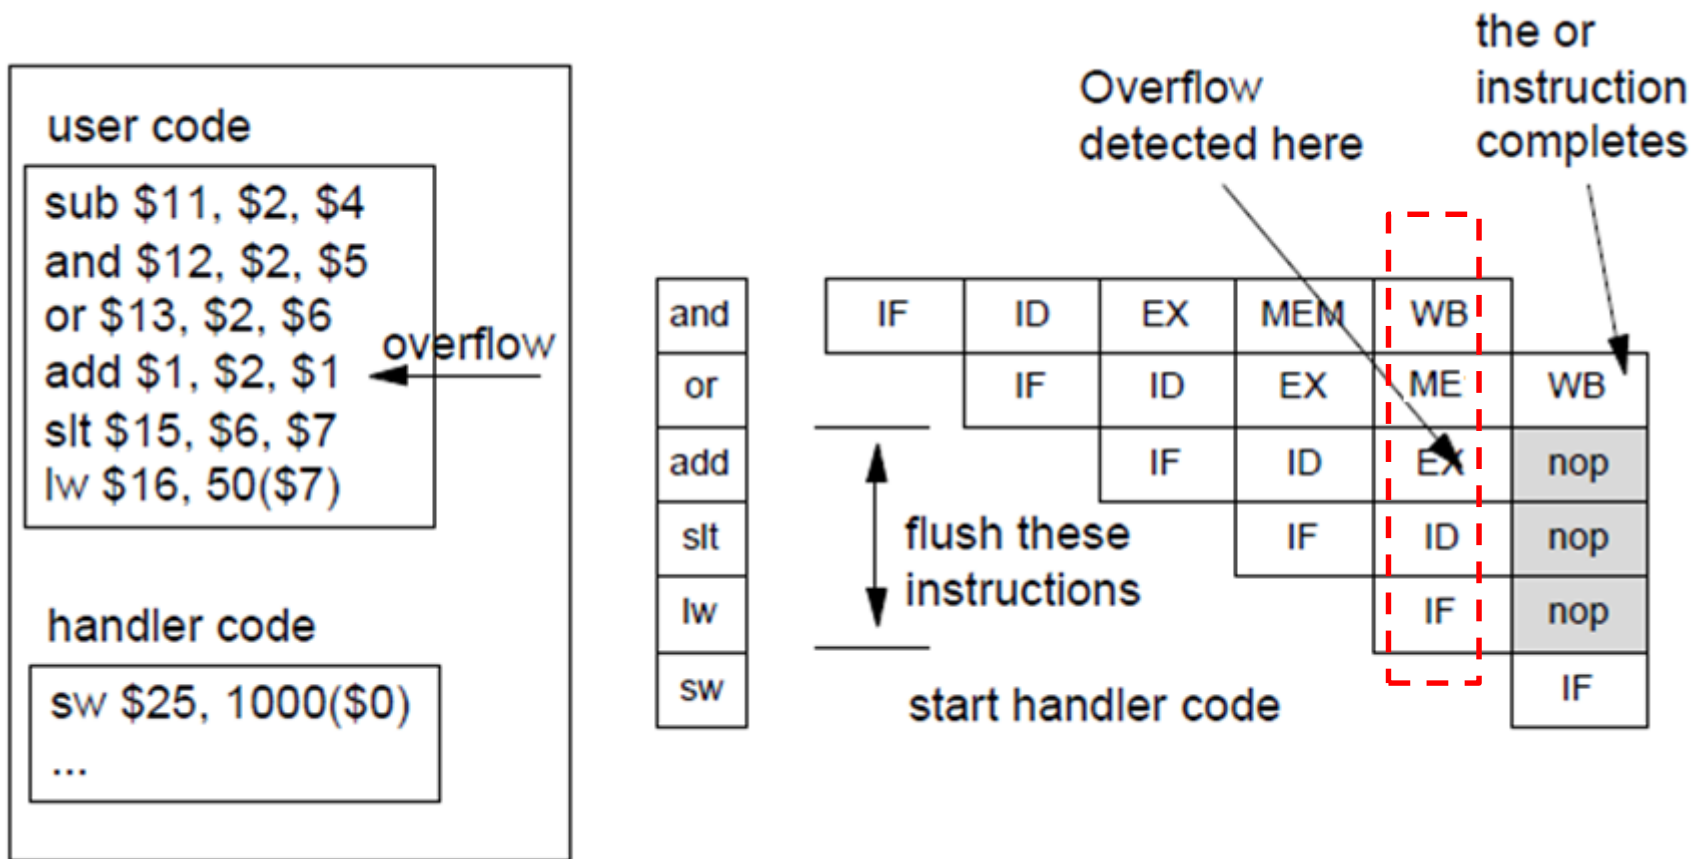 user code
sub $11, $2, $4
and $12, $2, $5
or $13, $2, $6
add $1, $2, $1
slt $15, $6, $7
lw $16, 50($7)
overflow
handler code
sw $25, 1000($0)
...
Overflow
detected here
the or
instruction
completes
and IF ID EX MEM WB
or IF ID EX ME WB
add IF ID EX nop
slt IF ID nop
lw IF nop
sw IF
flush these
instructions
start handler code